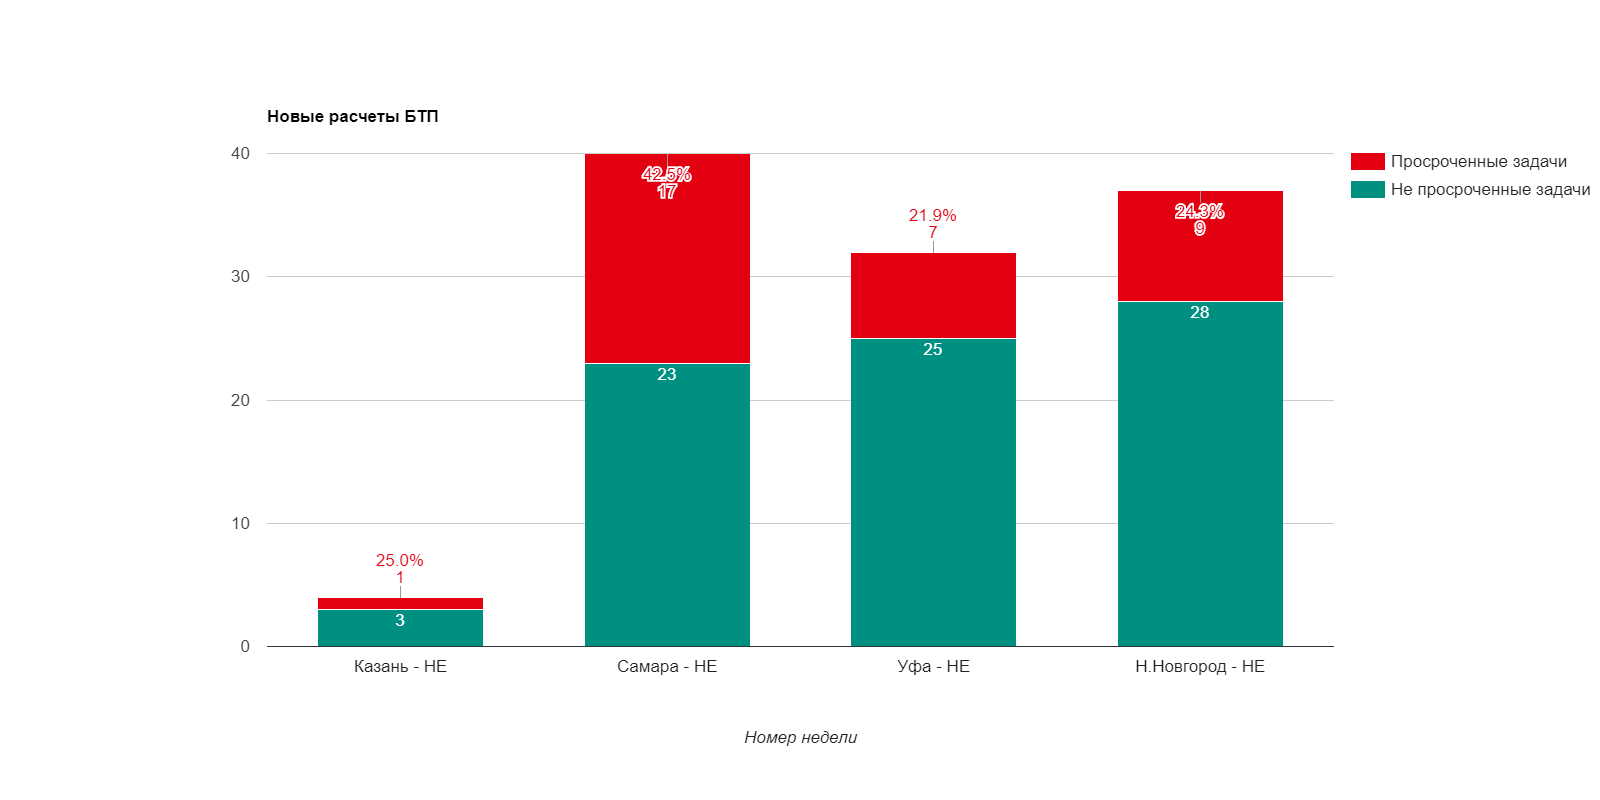 Новые расчеты БТП
40
30
20
10
0
Просроченные задачи
Не просроченные задачи
25.0%
1
3
42.5%
17
23
21.9%
7
25
24.3%
9
28
Казань - НЕ
Самара - НЕ
Уфа - НЕ
Н.Новгород - НЕ
Номер недели